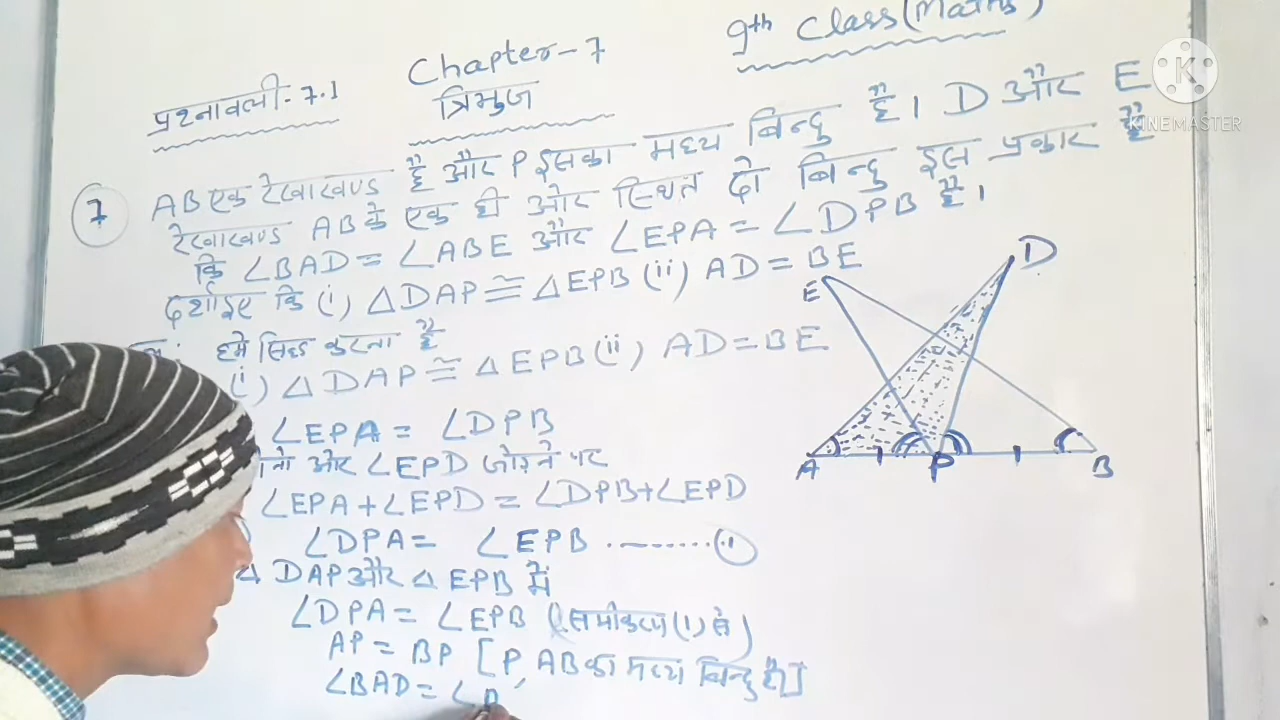 9th Class (Maths)
Chapter-7
प्रश्नावली-7.1
त्रिभुज
KINEMASTER
7 AB एक रेखाखण्ड है और P इसका मध्य बिन्दु है। D और E
रेखाखण्ड AB के एक ही ओर स्थित दो बिन्दु इस प्रकार हैं
कि ∠BAD = ∠ABE और ∠EPA = ∠DPB है।
दर्शाइए कि (i) △DAP ≅ △EPB (ii) AD = BE
हमे सिद्ध करना है
(i) △DAP ≅ △EPB (ii) AD = BE
∠EPA = ∠DPB
और ∠EPD जोड़ने पर
∠EPA + ∠EPD = ∠DPB + ∠EPD
∠DPA = ∠EPB .........(i)
△ DAP और △ EPB में
∠DPA = ∠EPB (समीकरण (1) से)
AP = BP [P, AB का मध्य बिन्दु है]
∠BAD = ∠
E
D
A
P
B